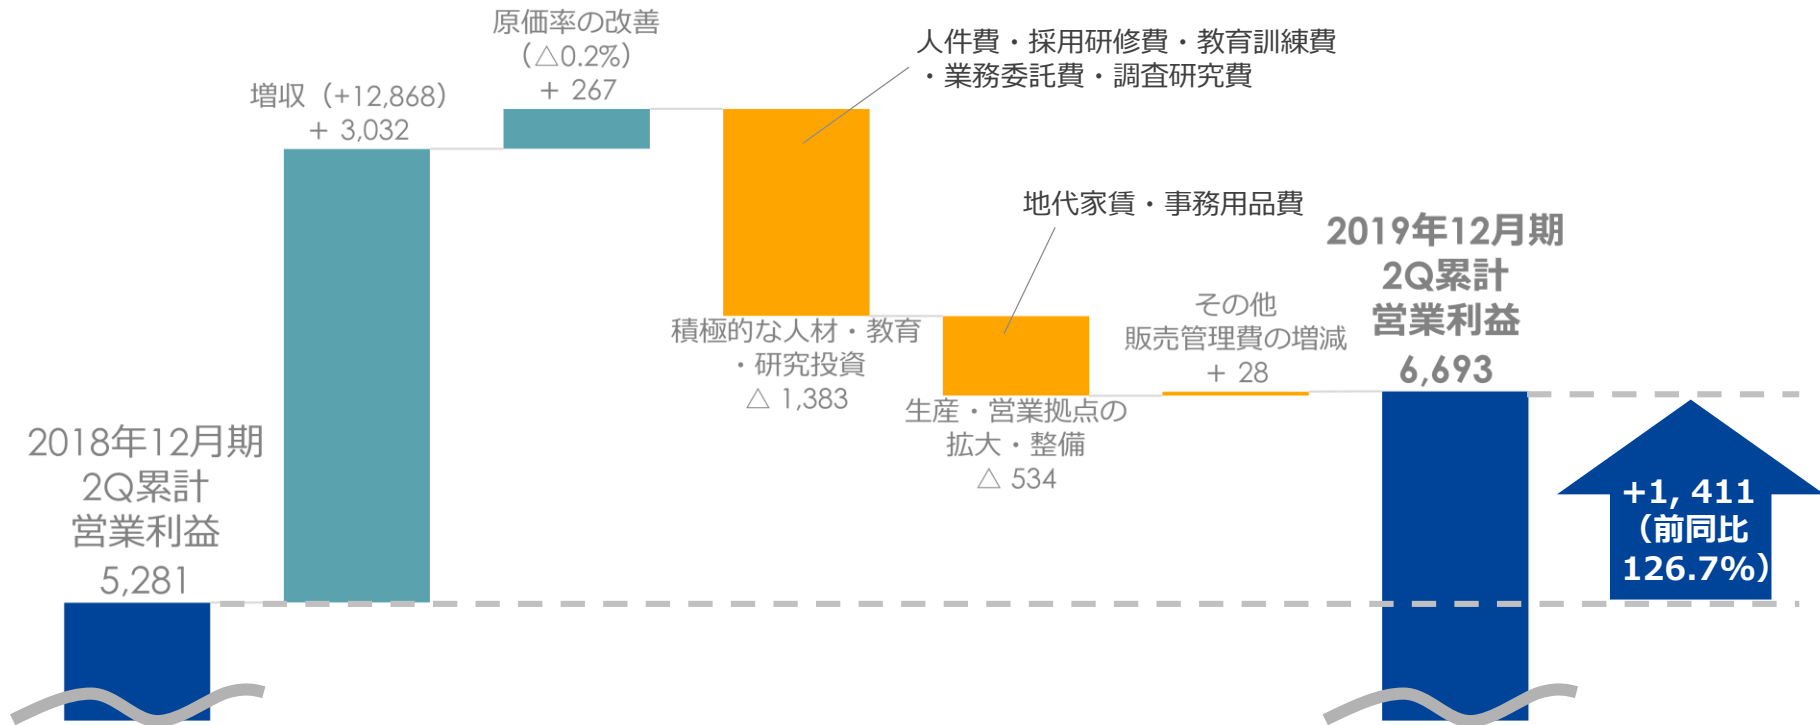 原価率の改善
（△0.2%）
+ 267
人件費・採用研修費・教育訓練費
・業務委託費・調査研究費
増収（+12,868）
+ 3,032
地代家賃・事務用品費
2019年12月期
2Q累計
営業利益
6,693
その他
販売管理費の増減
+ 28
積極的な人材・教育
・研究投資
△ 1,383
生産・営業拠点の
拡大・整備
△ 534
2018年12月期
2Q累計
営業利益
5,281
+1, 411
（前同比
126.7%）